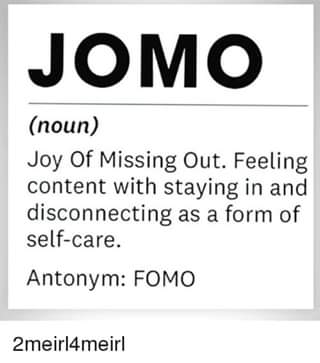 JOMO
(noun)
Joy Of Missing Out. Feeling
content with staying in and
disconnecting as a form of
self-care.
Antonym: FOMO
2meirl4meirl